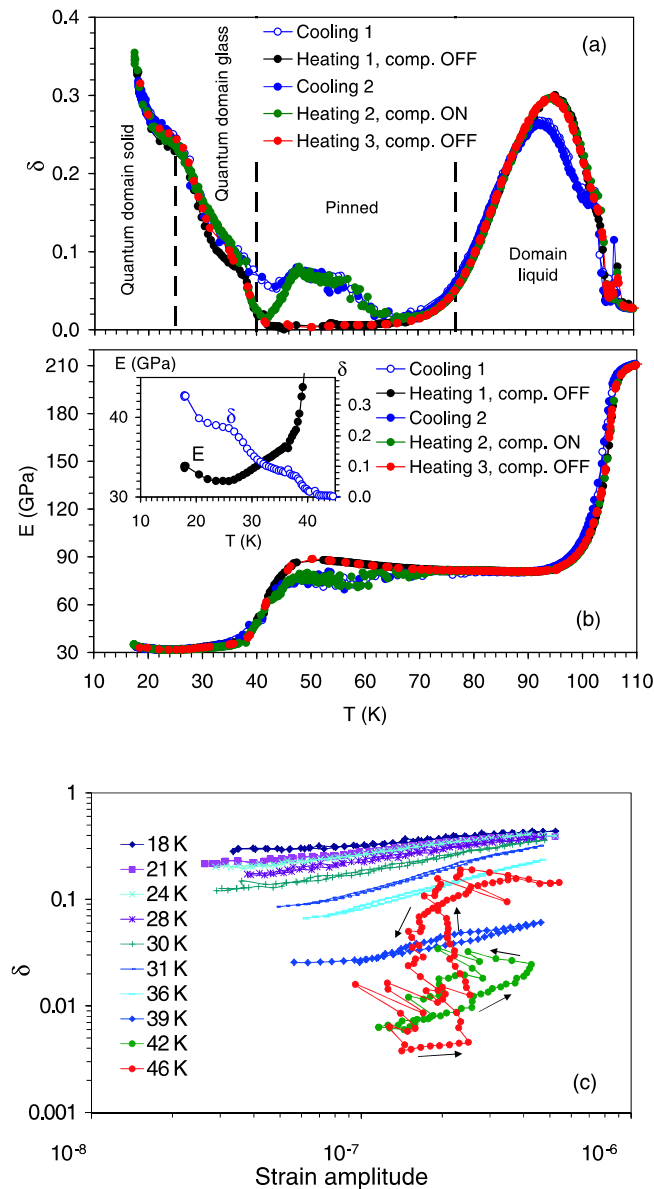 0.4
0.3
0.2
0.1
0.0
δ
Cooling 1
Heating 1, comp. OFF
Cooling 2
Heating 2, comp. ON
Heating 3, comp. OFF
(a)
Quantum domain solid
Quantum domain glass
Pinned
Domain
liquid
210
180
150
120
90
60
30
E (GPa)
E (GPa)
δ
40
30
0.3
0.2
0.1
0.0
δ
E
10 20 30 40
T (K)
Cooling 1
Heating 1, comp. OFF
Cooling 2
Heating 2, comp. ON
Heating 3, comp. OFF
(b)
10 20 30 40 50 60 70 80 90 100 110
T (K)
1
0.1
0.01
0.001
δ
18 K
21 K
24 K
28 K
30 K
31 K
36 K
39 K
42 K
46 K
(c)
10-8 10-7 10-6
Strain amplitude